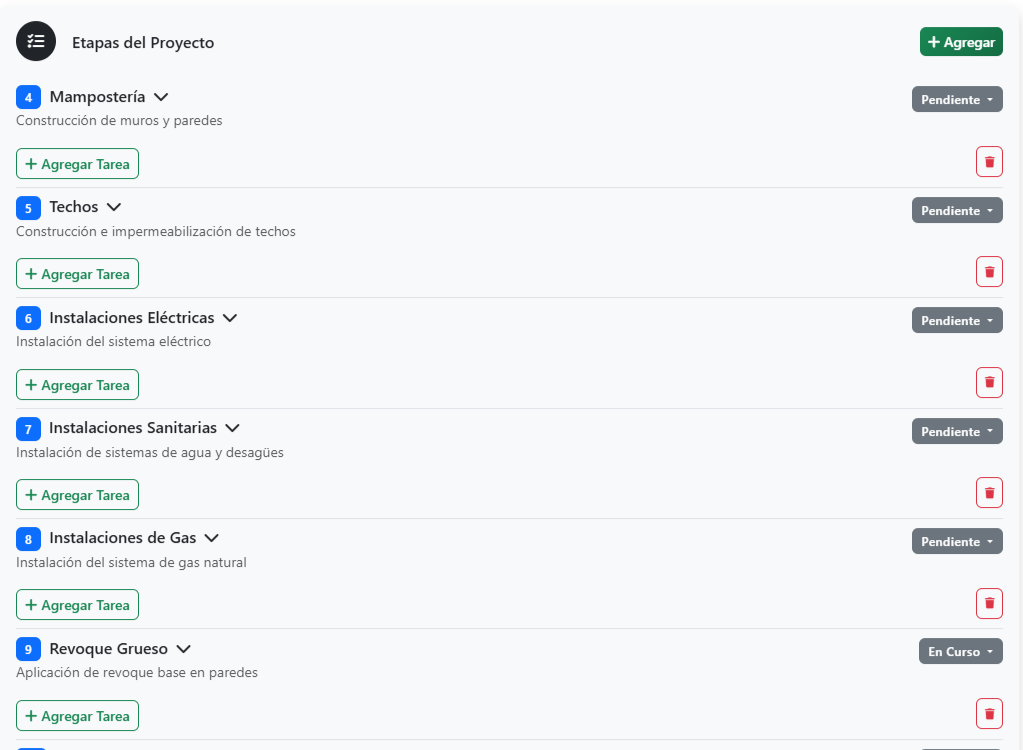 Etapas del Proyecto
Agregar
4 Mampostería
Pendiente
Construcción de muros y paredes
Agregar Tarea
5 Techos
Pendiente
Construcción e impermeabilización de techos
Agregar Tarea
6 Instalaciones Eléctricas
Pendiente
Instalación del sistema eléctrico
Agregar Tarea
7 Instalaciones Sanitarias
Pendiente
Instalación de sistemas de agua y desagües
Agregar Tarea
8 Instalaciones de Gas
Pendiente
Instalación del sistema de gas natural
Agregar Tarea
9 Revoque Grueso
En Curso
Aplicación de revoque base en paredes
Agregar Tarea